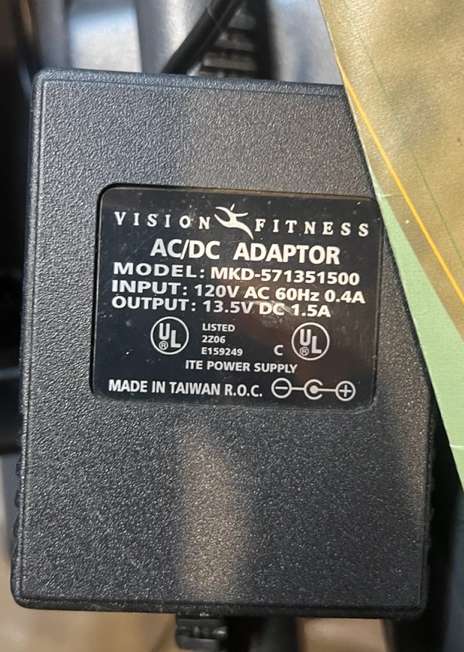 VISION FITNESS
AC/DC ADAPTOR
MODEL: MKD-571351500
INPUT: 120V AC 60Hz 0.4A
OUTPUT: 13.5V DC 1.5A
UL ® LISTED C UL ®
2Z06
E159249
ITE POWER SUPPLY
MADE IN TAIWAN R.O.C.